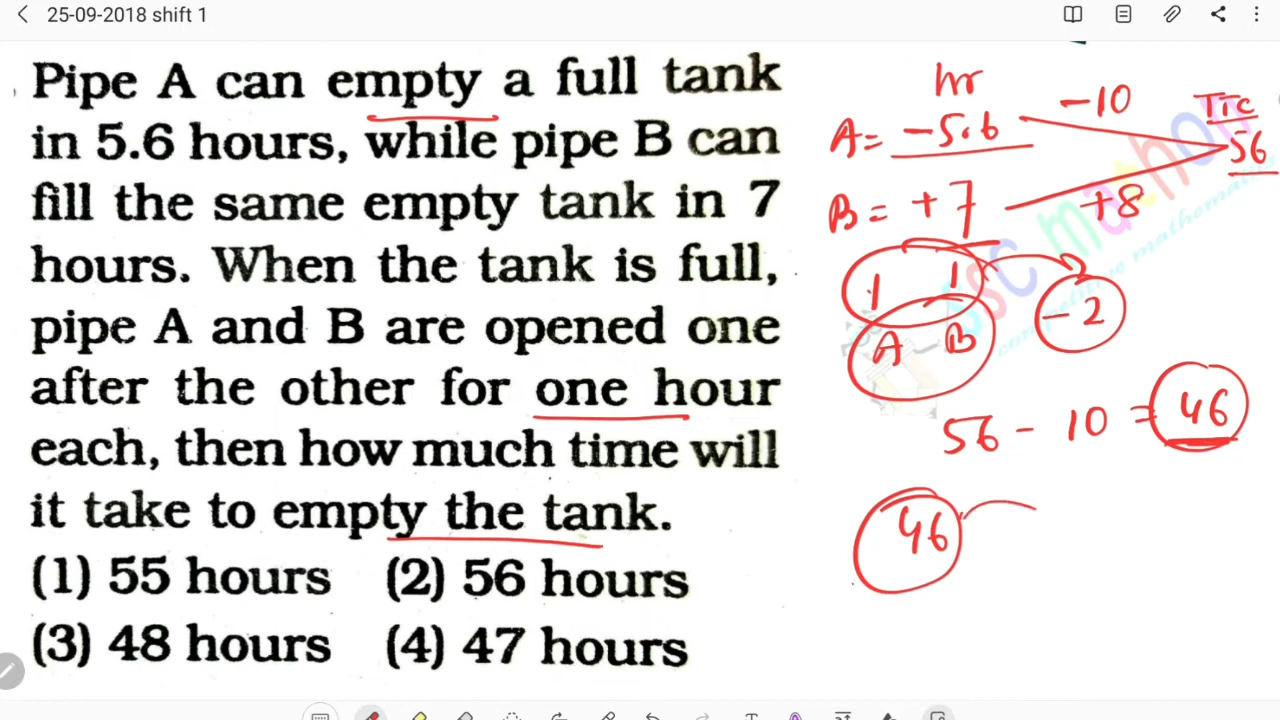 25-09-2018 shift 1
Pipe A can empty a full tank
in 5.6 hours, while pipe B can
fill the same empty tank in 7
hours. When the tank is full,
pipe A and B are opened one
after the other for one hour
each, then how much time will
it take to empty the tank.
(1) 55 hours (2) 56 hours
(3) 48 hours (4) 47 hours
hr
A = -5.6 -10 56
B = +7 +8
1 1
A B -2
56 - 10 = 46
46
ssc mathon